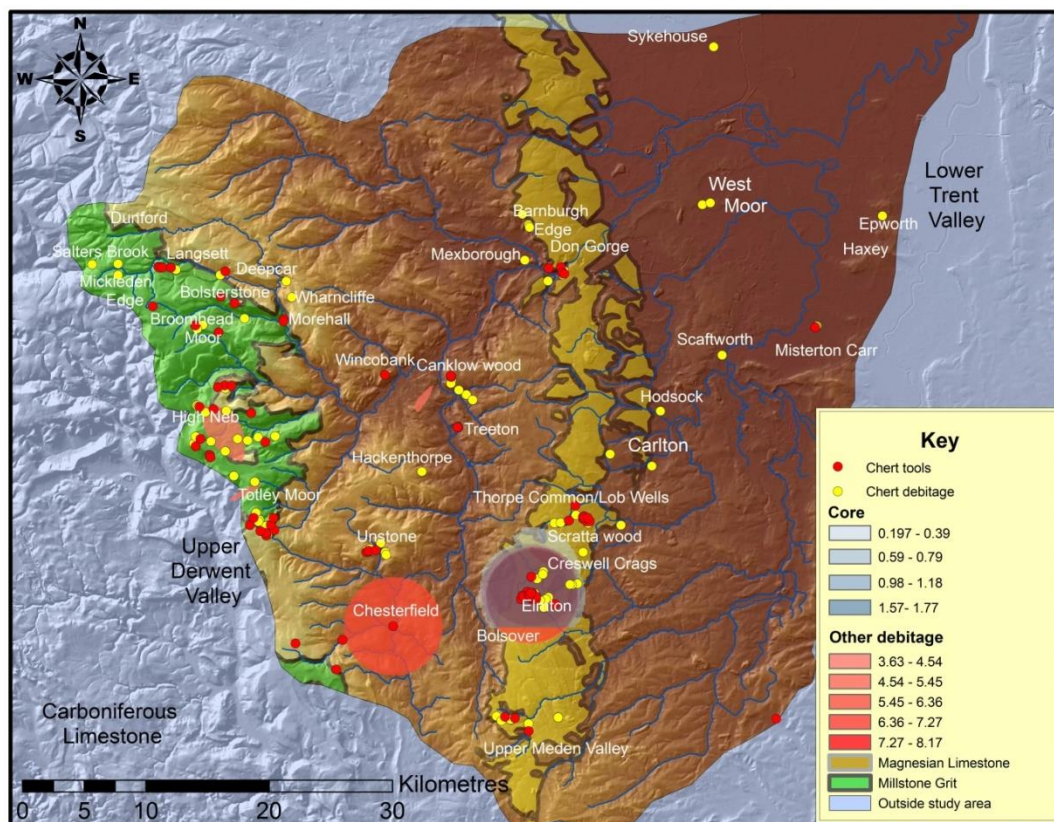 N
W
E
S
Sykehouse
Lower
Trent
Valley
West
Moor
Epworth
Haxey
Dunford
Barnburgh
Edge
Don Gorge
Mexborough
Salters Brook
Langsett
Deepcar
Mickleden
Edge
Bolsterstone
Wharncliffe
Broomhead
Moor
Morehall
Misterton Carr
Scaftworth
Wincobank
Canklow wood
High Neb
Treeton
Hodsock
Carlton
Hackenthorpe
Totley Moor
Thorpe Common/Lob Wells
Scratta wood
Unstone
Creswell Crags
Upper
Derwent
Valley
Chesterfield
Elmton
Bolsover
Carboniferous
Limestone
Upper Meden Valley
Kilometres
0
5
10
20
30
Key
Chert tools
Chert debitage
Core
0.197 - 0.39
0.59 - 0.79
0.98 - 1.18
1.57- 1.77
Other debitage
3.63 - 4.54
4.54 - 5.45
5.45 - 6.36
6.36 - 7.27
7.27 - 8.17
Magnesian Limestone
Millstone Grit
Outside study area